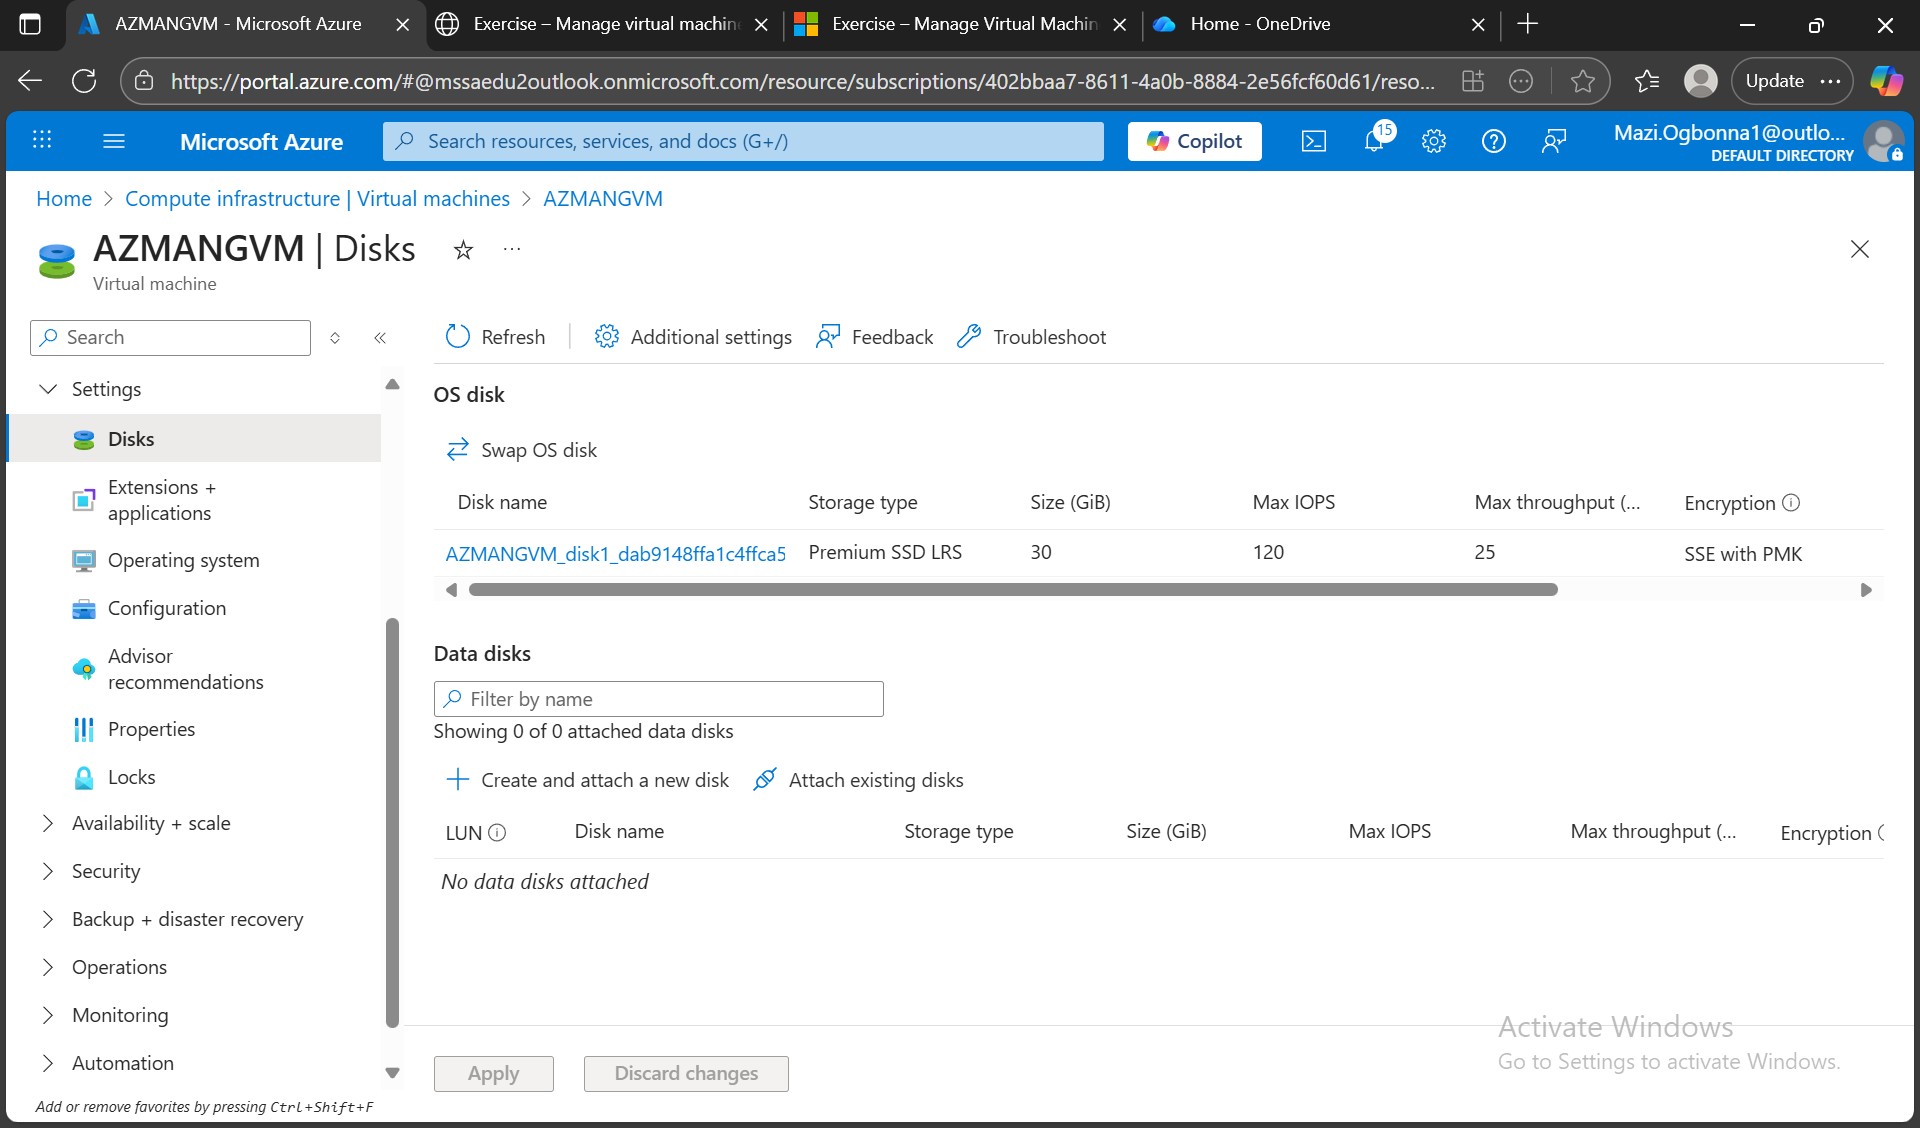 AZMANGVM - Microsoft Azure
Exercise – Manage virtual machin
Exercise – Manage Virtual Machin
Home - OneDrive
https://portal.azure.com/#@mssaedu2outlook.onmicrosoft.com/resource/subscriptions/402bbaa7-8611-4a0b-8884-2e56fcf60d61/reso...
Update
Microsoft Azure
Search resources, services, and docs (G+/)
Copilot
15
Mazi.Ogbonna1@outlo...
DEFAULT DIRECTORY
Home > Compute infrastructure | Virtual machines > AZMANGVM
AZMANGVM | Disks
Virtual machine
Search
Refresh
Additional settings
Feedback
Troubleshoot
Settings
Disks
Extensions +
applications
Operating system
Configuration
Advisor
recommendations
Properties
Locks
Availability + scale
Security
Backup + disaster recovery
Operations
Monitoring
Automation
Add or remove favorites by pressing Ctrl+Shift+F
OS disk
Swap OS disk
Disk name Storage type Size (GiB) Max IOPS Max throughput (... Encryption
AZMANGVM_disk1_dab9148ffa1c4ffca5 Premium SSD LRS 30 120 25 SSE with PMK
Data disks
Filter by name
Showing 0 of 0 attached data disks
Create and attach a new disk
Attach existing disks
LUN Disk name Storage type Size (GiB) Max IOPS Max throughput (... Encryption
No data disks attached
Apply
Discard changes
Activate Windows
Go to Settings to activate Windows.